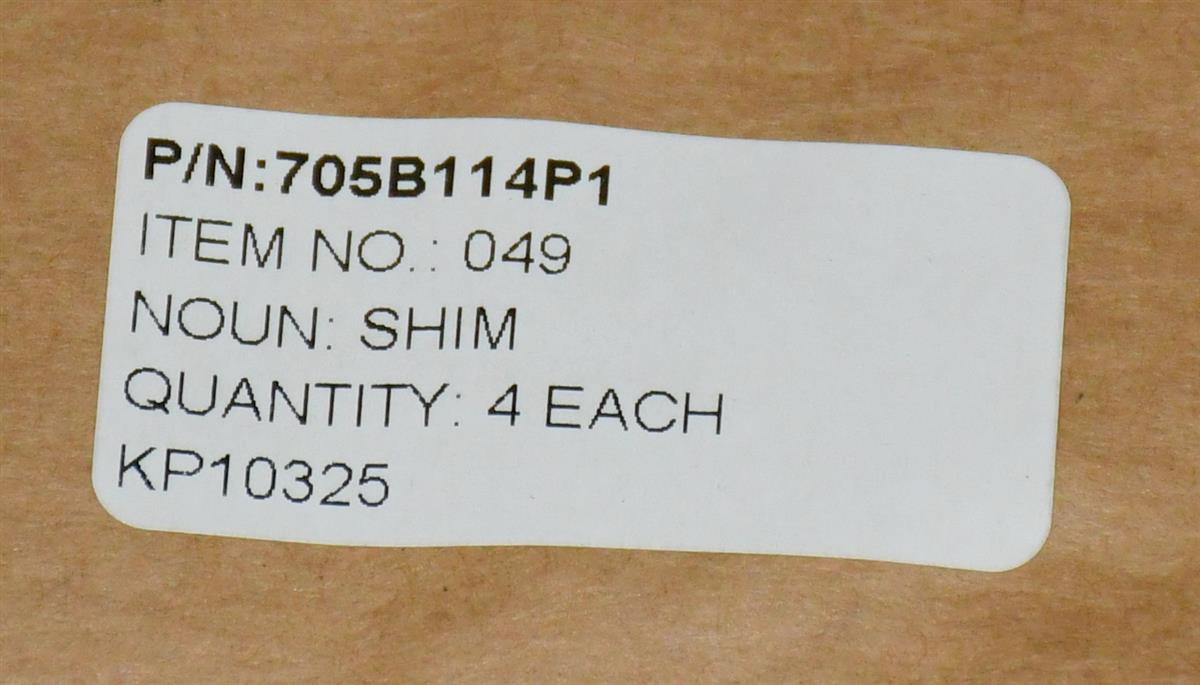 P/N:705B114P1
ITEM NO.: 049
NOUN: SHIM
QUANTITY: 4 EACH
KP10325